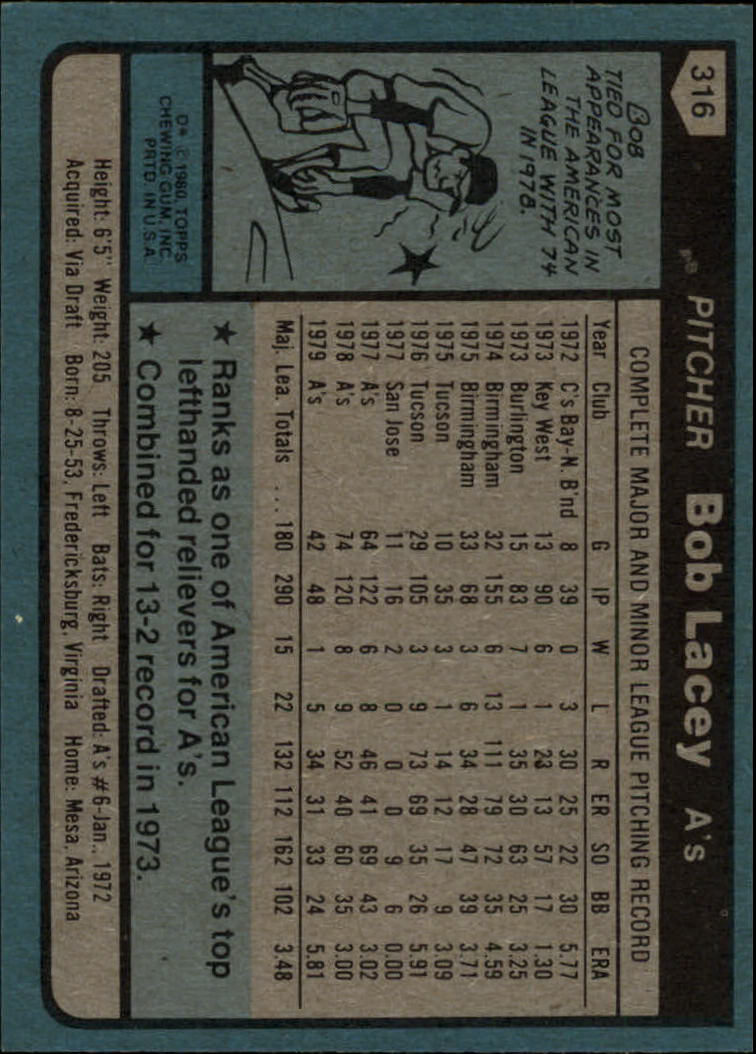 316
PITCHER Bob Lacey A's
BOB
TIED FOR MOST
APPEARANCES IN
THE AMERICAN
LEAGUE WITH 74
IN 1978.
D* © 1980 TOPPS
CHEWING GUM, INC.
PRTD. IN U.S.A.
COMPLETE MAJOR AND MINOR LEAGUE PITCHING RECORD
Year Club G IP W L R ER SO BB ERA
1972 C's Bay-N. B'nd 8 39 0 3 30 25 22 30 5.77
1973 Key West 13 90 6 1 23 13 57 17 1.30
1973 Burlington 15 83 7 1 35 30 63 25 3.25
1974 Birmingham 32 155 6 13 111 79 72 35 4.59
1975 Birmingham 33 68 3 6 34 28 47 39 3.71
1975 Tucson 10 35 3 1 14 12 17 9 3.09
1976 Tucson 29 105 3 9 73 69 35 26 5.91
1977 San Jose 11 16 2 0 0 0 9 6 0.00
1977 A's 64 122 6 8 46 41 69 43 3.02
1978 A's 74 120 8 9 52 40 60 35 3.00
1979 A's 42 48 1 5 34 31 33 24 5.81
Maj. Lea. Totals ... 180 290 15 22 132 112 162 102 3.48
★ Ranks as one of American League's top
lefthanded relievers for A's.
★ Combined for 13-2 record in 1973.
Height: 6'5" Weight: 205 Throws: Left Bats: Right Drafted: A's #6-Jan., 1972
Acquired: Via Draft Born: 8-25-53, Fredericksburg, Virginia Home: Mesa, Arizona